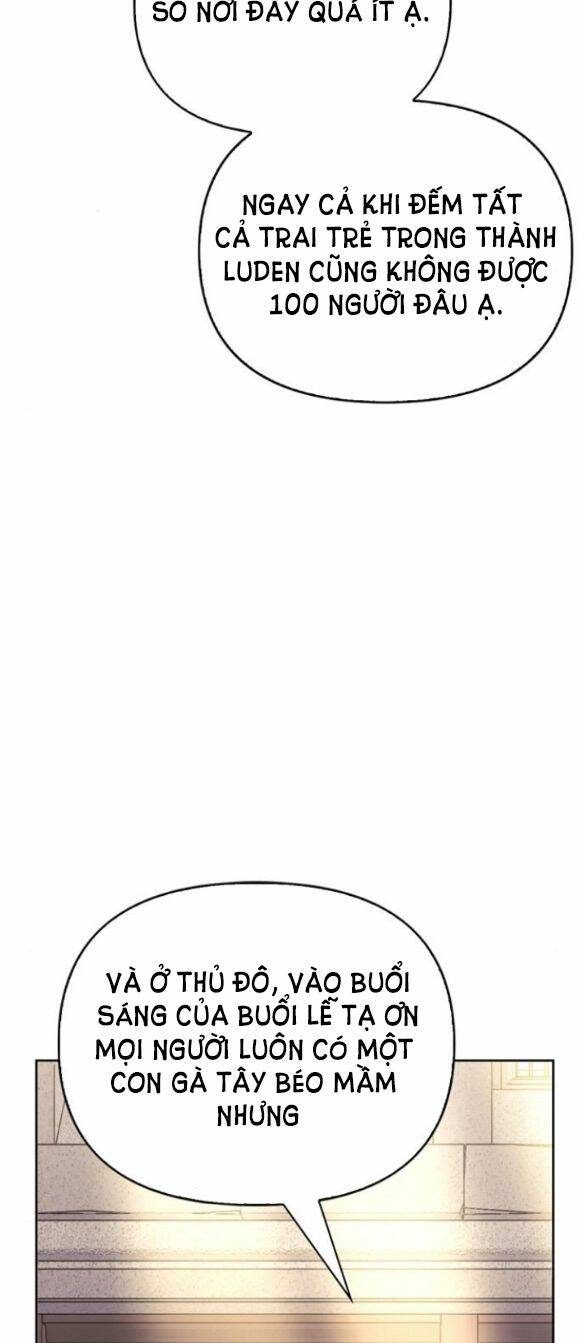 SO NƠI ĐÂY QUÁ ÍT Ạ.
NGAY CẢ KHI ĐẾM TẤT
CẢ TRAI TRẺ TRONG THÀNH
LUDEN CŨNG KHÔNG ĐƯỢC
100 NGƯỜI ĐÂU Ạ.
VÀ Ở THỦ ĐÔ, VÀO BUỔI
SÁNG CỦA BUỔI LỄ TẠ ƠN
MỌI NGƯỜI LUÔN CÓ MỘT
CON GÀ TÂY BÉO MẦM
NHƯNG